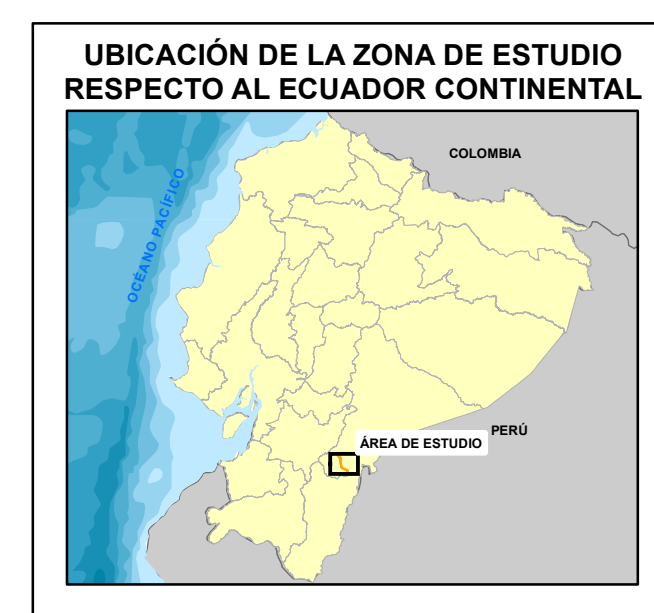 UBICACIÓN DE LA ZONA DE ESTUDIO
RESPECTO AL ECUADOR CONTINENTAL
COLOMBIA
OCÉANO PACÍFICO
PERÚ
ÁREA DE ESTUDIO